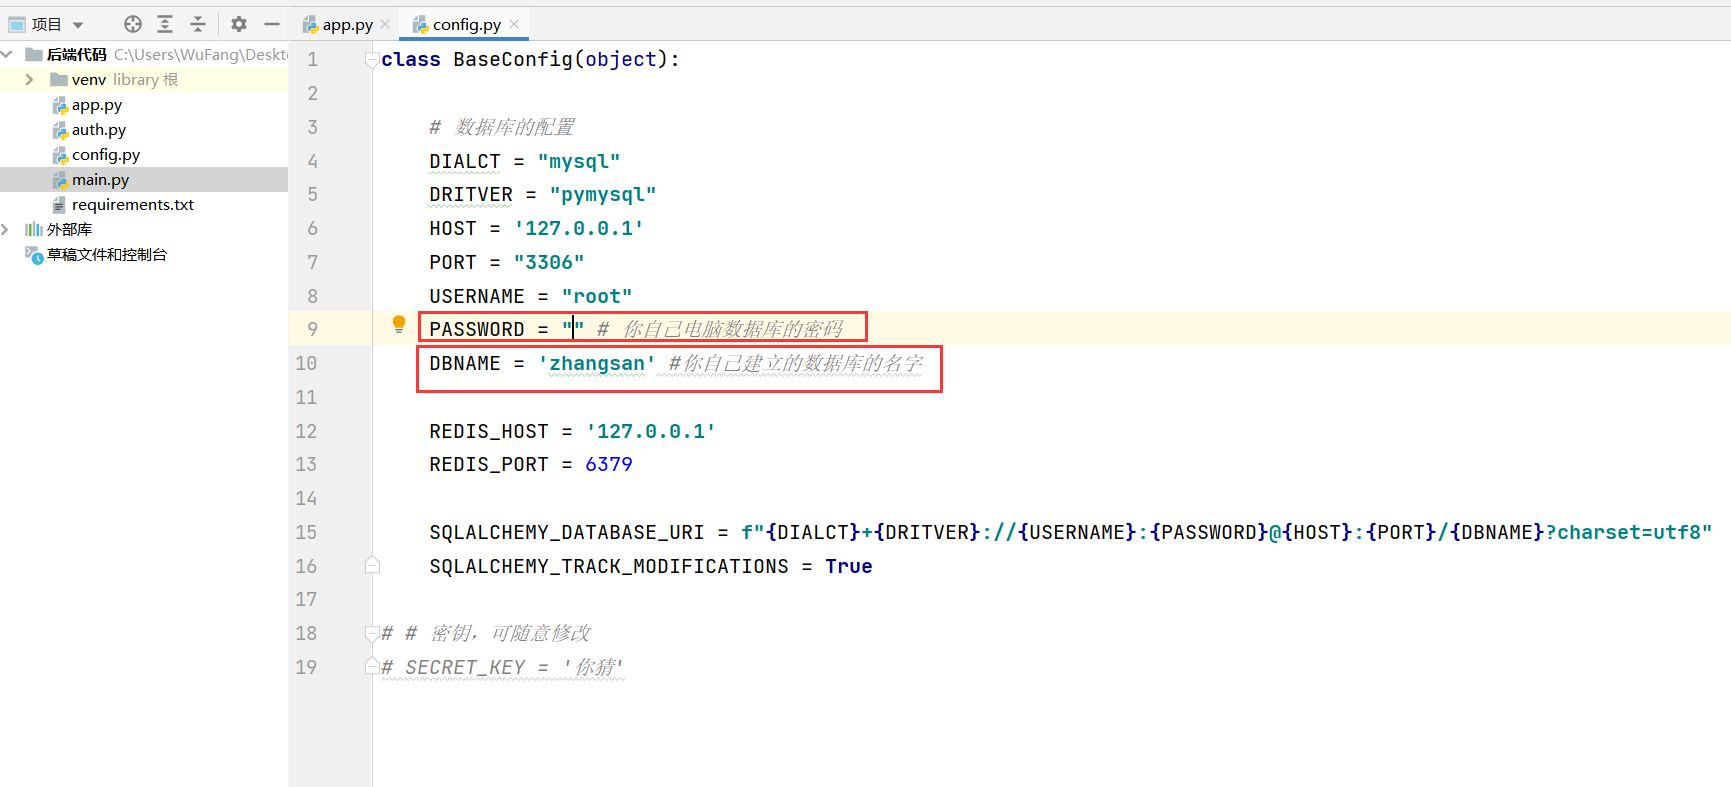 项目
app.py
config.py
后端代码 C:\Users\WuFang\Deskt
venv library 根
app.py
auth.py
config.py
main.py
requirements.txt
外部库
草稿文件和控制台
1 class BaseConfig(object):
2
3 # 数据库的配置
4 DIALCT = "mysql"
5 DRITVER = "pymysql"
6 HOST = '127.0.0.1'
7 PORT = "3306"
8 USERNAME = "root"
9 PASSWORD = "" # 你自己电脑数据库的密码
10 DBNAME = 'zhangsan' #你自己建立的数据库的名字
11
12 REDIS_HOST = '127.0.0.1'
13 REDIS_PORT = 6379
14
15 SQLALCHEMY_DATABASE_URI = f"{DIALCT}+{DRITVER}://{USERNAME}:{PASSWORD}@{HOST}:{PORT}/{DBNAME}?charset=utf8"
16 SQLALCHEMY_TRACK_MODIFICATIONS = True
17
18 # # 密钥，可随意修改
19 # SECRET_KEY = '你猜'